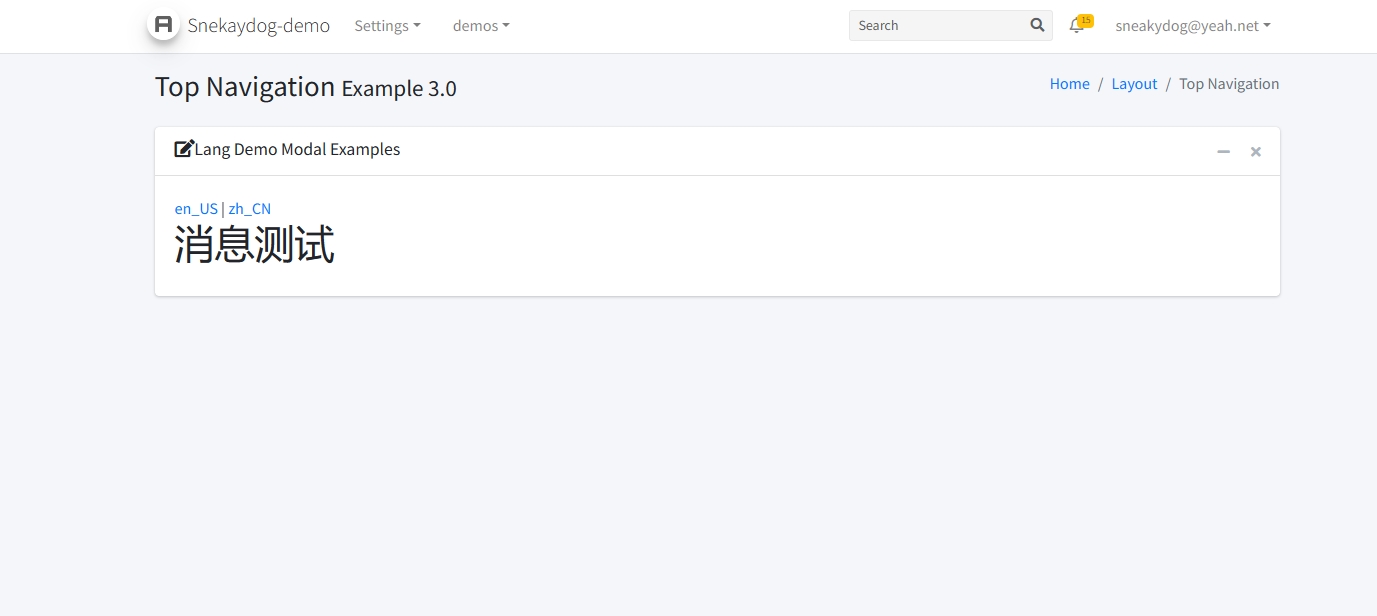 Snekaydog-demo Settings demos Search 15 sneakydog@yeah.net
Top Navigation Example 3.0 Home / Layout / Top Navigation
Lang Demo Modal Examples
en_US | zh_CN
消息测试